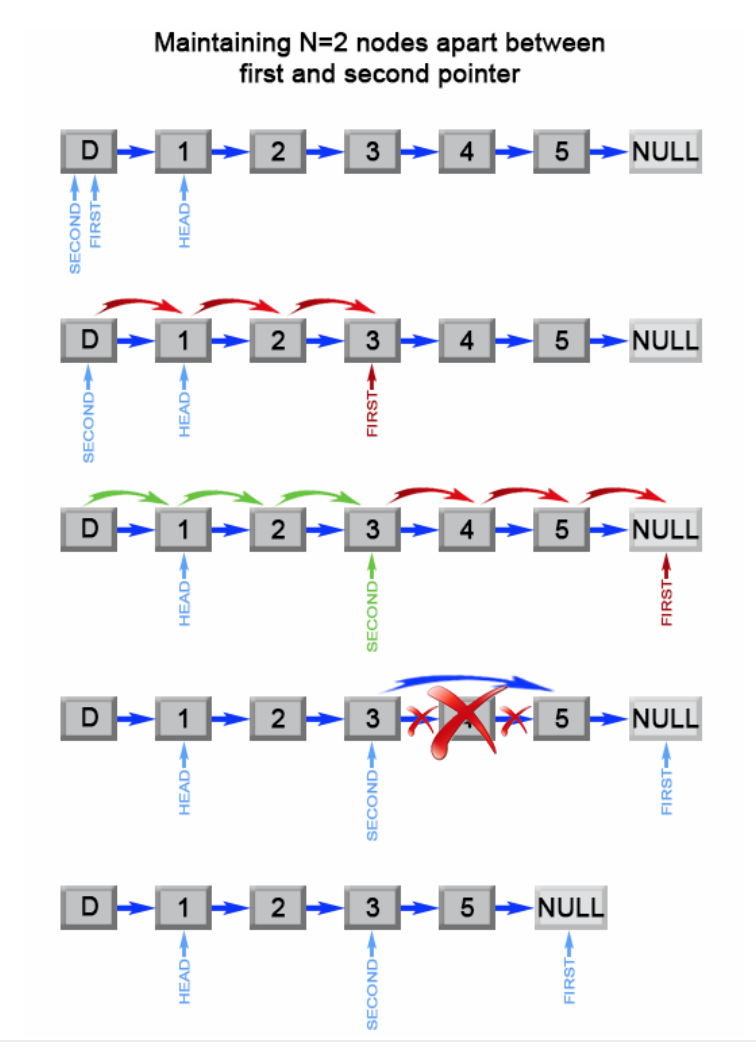 Maintaining N=2 nodes apart between
first and second pointer
D 1 2 3 4 5 NULL
SECOND FIRST HEAD
D 1 2 3 4 5 NULL
SECOND HEAD FIRST
D 1 2 3 4 5 NULL
HEAD SECOND FIRST
D 1 2 3 5 NULL
HEAD SECOND FIRST
D 1 2 3 5 NULL
HEAD SECOND FIRST